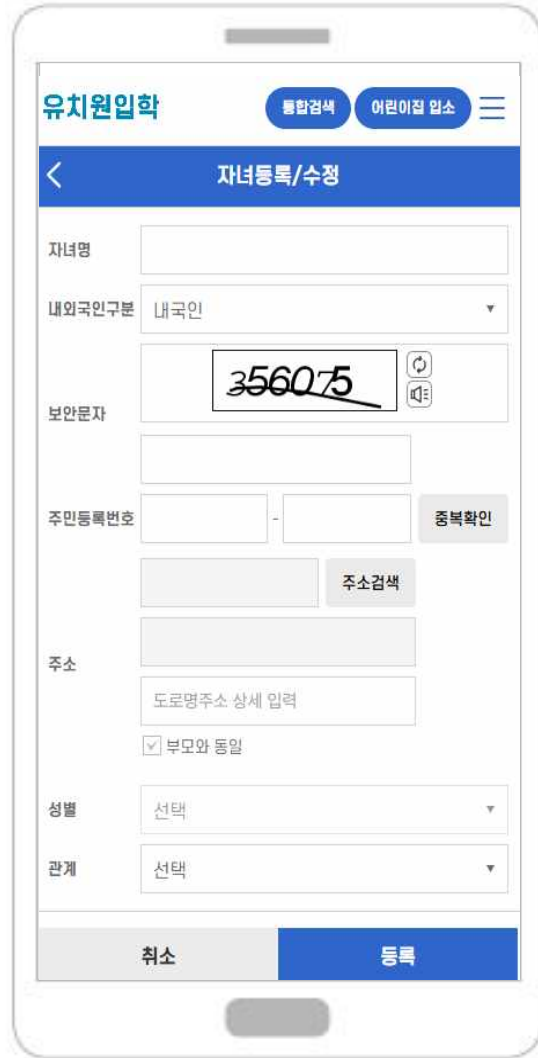 유치원입학
통합검색 어린이집 입소
자녀등록/수정
자녀명
내외국인구분 내국인
356075
보안문자
주민등록번호 - 중복확인
주소검색
주소
도로명주소 상세 입력
부모와 동일
성별 선택
관계 선택
취소 등록